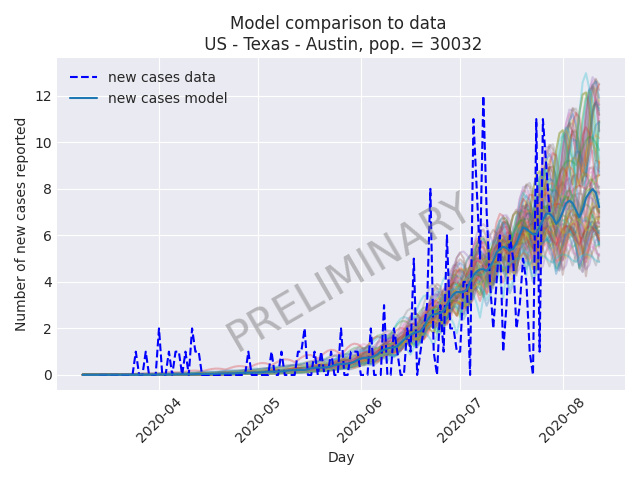 Model comparison to data
US - Texas - Austin, pop. = 30032
new cases data
new cases model
PRELIMINARY
Number of new cases reported
12
10
8
6
4
2
0
2020-04
2020-05
2020-06
2020-07
2020-08
Day